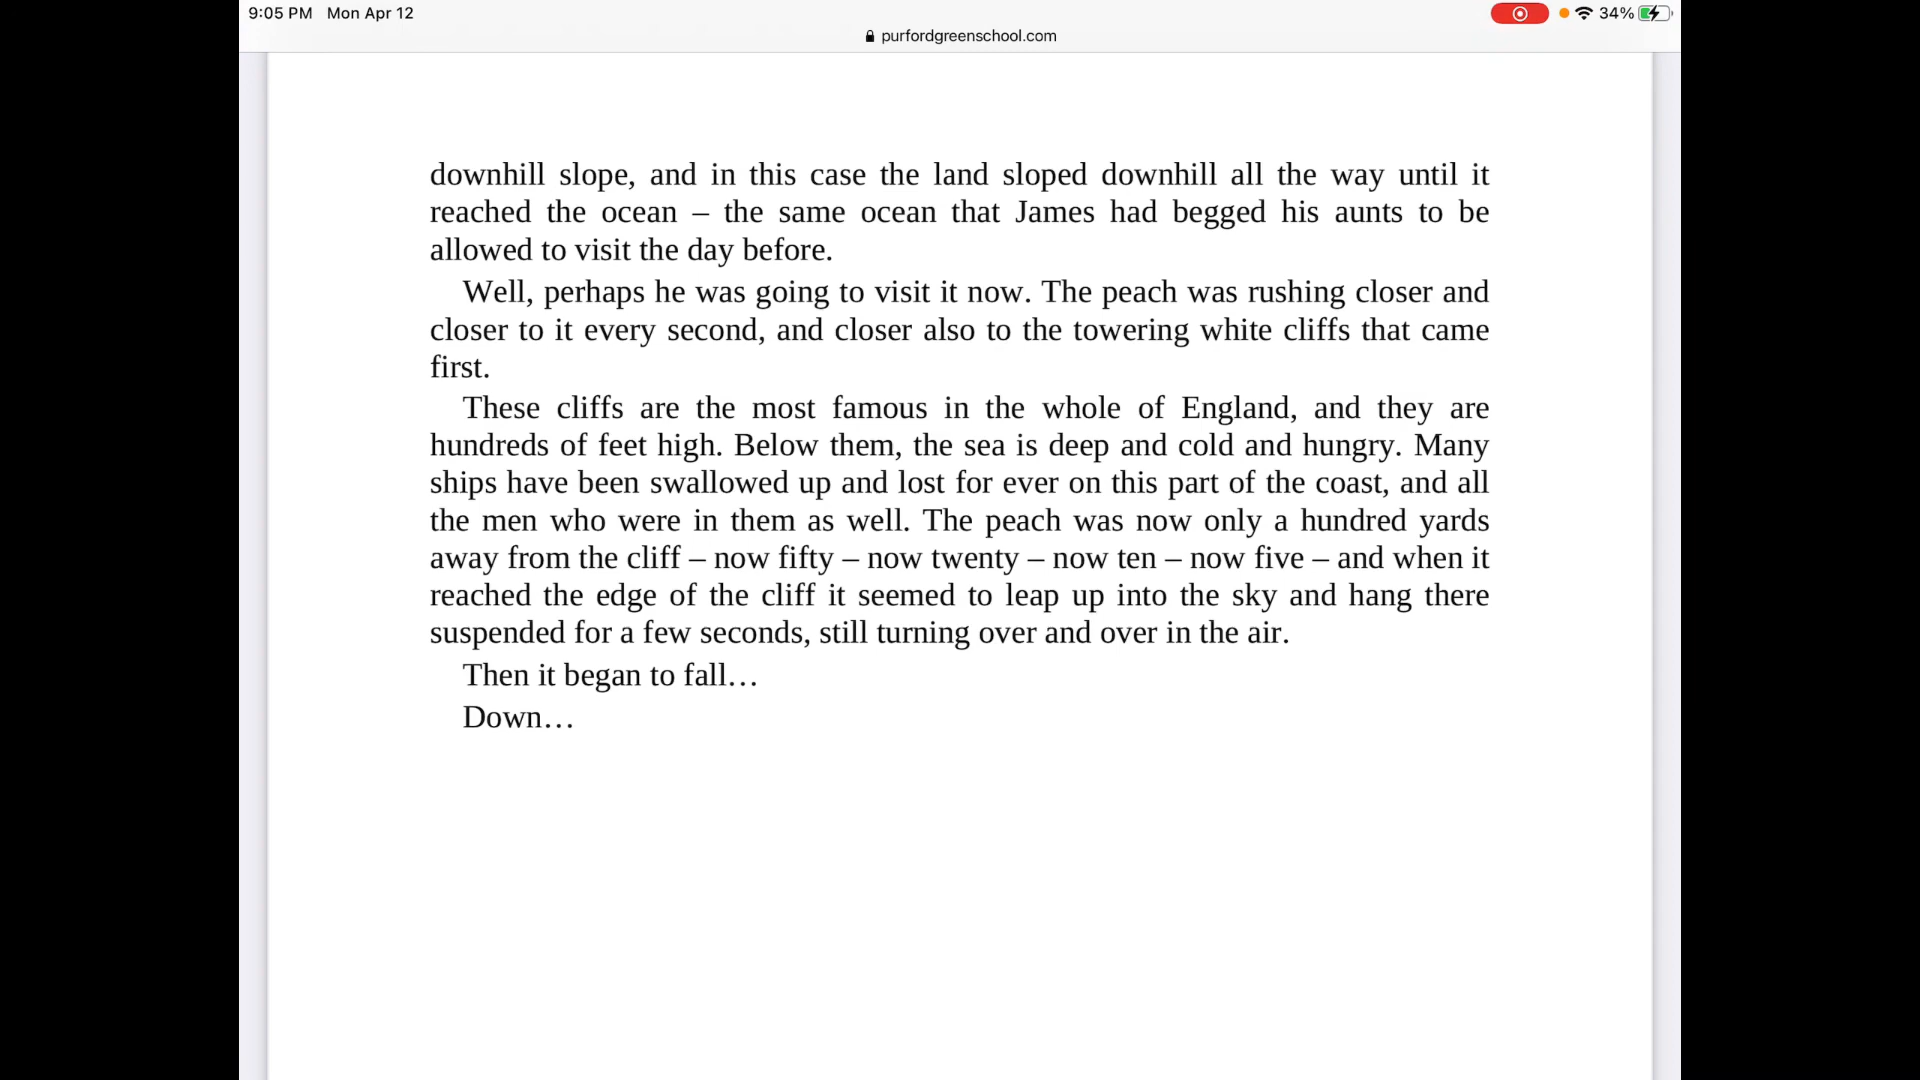 9:05 PM Mon Apr 12
34%
purfordgreenschool.com
downhill slope, and in this case the land sloped downhill all the way until it
reached the ocean – the same ocean that James had begged his aunts to be
allowed to visit the day before.
Well, perhaps he was going to visit it now. The peach was rushing closer and
closer to it every second, and closer also to the towering white cliffs that came
first.
These cliffs are the most famous in the whole of England, and they are
hundreds of feet high. Below them, the sea is deep and cold and hungry. Many
ships have been swallowed up and lost for ever on this part of the coast, and all
the men who were in them as well. The peach was now only a hundred yards
away from the cliff – now fifty – now twenty – now ten – now five – and when it
reached the edge of the cliff it seemed to leap up into the sky and hang there
suspended for a few seconds, still turning over and over in the air.
Then it began to fall…
Down…